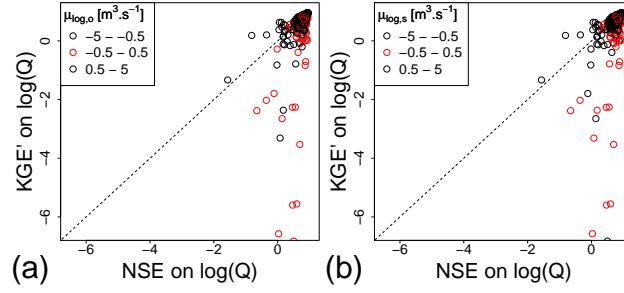 μlog,o [m³.s⁻¹]
−5 – −0.5
−0.5 – 0.5
0.5 – 5
0
−2
−4
−6
KGE' on log(Q)
−6 −4 −2 0
NSE on log(Q)
(a)
μlog,s [m³.s⁻¹]
−5 – −0.5
−0.5 – 0.5
0.5 – 5
0
−2
−4
−6
KGE' on log(Q)
−6 −4 −2 0
NSE on log(Q)
(b)